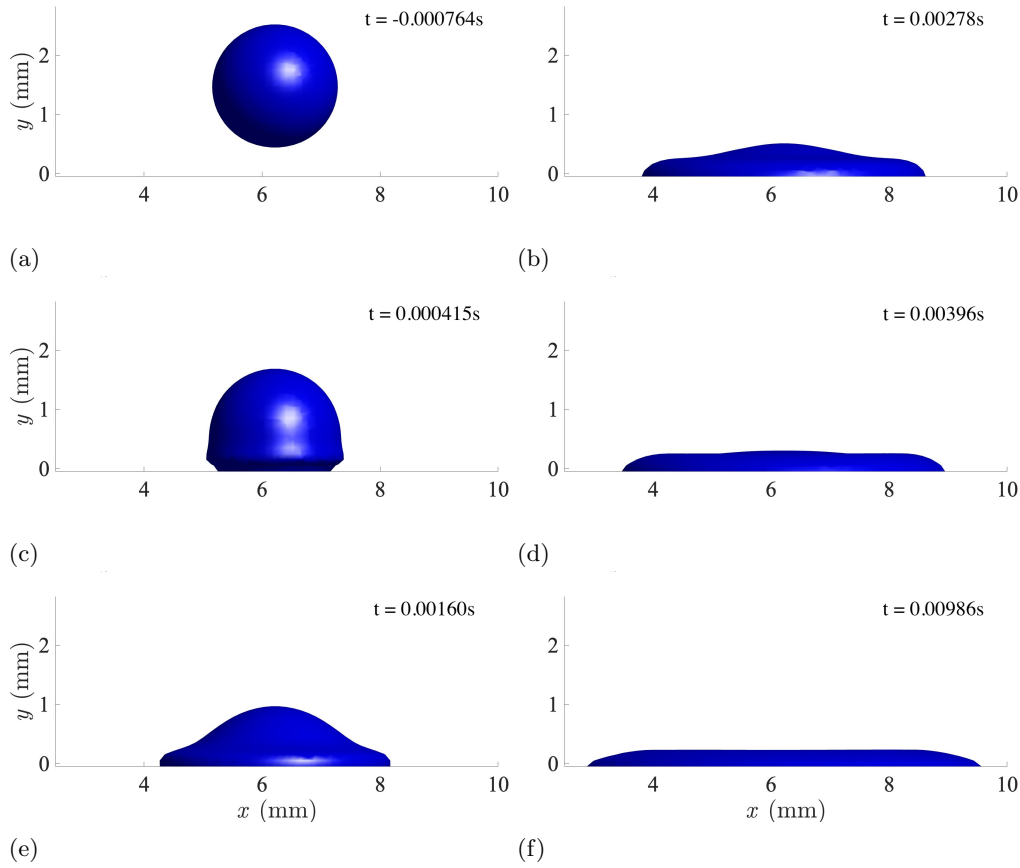 t = -0.000764s
y (mm)
2
1
0
4 6 8 10
(a)
t = 0.00278s
2
1
0
4 6 8 10
(b)
t = 0.000415s
y (mm)
2
1
0
4 6 8 10
(c)
t = 0.00396s
2
1
0
4 6 8 10
(d)
t = 0.00160s
y (mm)
2
1
0
4 6 8 10
x (mm)
(e)
t = 0.00986s
2
1
0
4 6 8 10
x (mm)
(f)